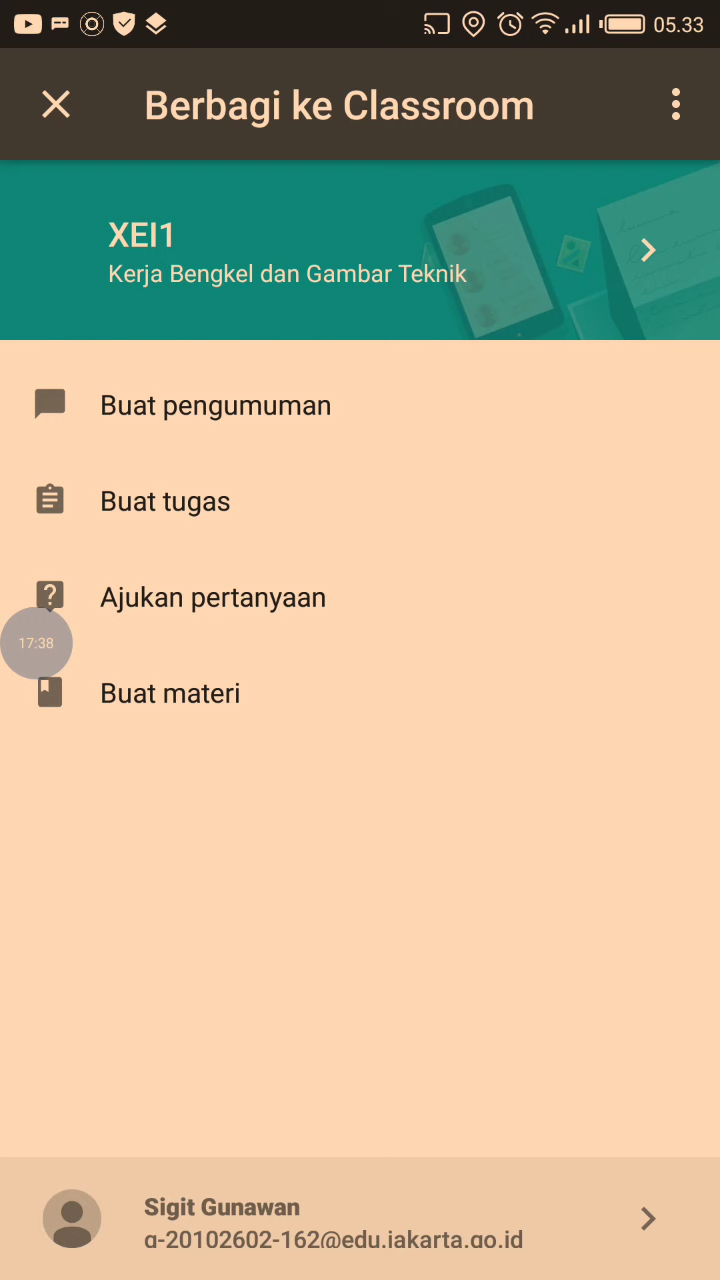 05.33
Berbagi ke Classroom
XEI1
Kerja Bengkel dan Gambar Teknik
Buat pengumuman
Buat tugas
Ajukan pertanyaan
17:38
Buat materi
Sigit Gunawan
g-20102602-162@edu.jakarta.go.id